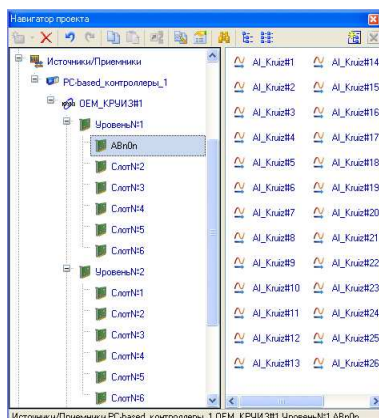 Навигатор проекта
Источники/Приемники
PC-based_контроллеры_1
OEM_КРУИЗ#1
Уровень№1
АВп0п
Слот№2
Слот№3
Слот№4
Слот№5
Слот№6
Уровень№2
Слот№1
Слот№2
Слот№3
Слот№4
Слот№5
Слот№6
AI_Kruiz#1 AI_Kruiz#14
AI_Kruiz#2 AI_Kruiz#15
AI_Kruiz#3 AI_Kruiz#16
AI_Kruiz#4 AI_Kruiz#17
AI_Kruiz#5 AI_Kruiz#18
AI_Kruiz#6 AI_Kruiz#19
AI_Kruiz#7 AI_Kruiz#20
AI_Kruiz#8 AI_Kruiz#21
AI_Kruiz#9 AI_Kruiz#22
AI_Kruiz#10 AI_Kruiz#23
AI_Kruiz#11 AI_Kruiz#24
AI_Kruiz#12 AI_Kruiz#25
AI_Kruiz#13 AI_Kruiz#26
Источники/Приемники.PC-based_контроллеры_1.OEM_КРУИЗ#1.Уровень№1.АВп0п